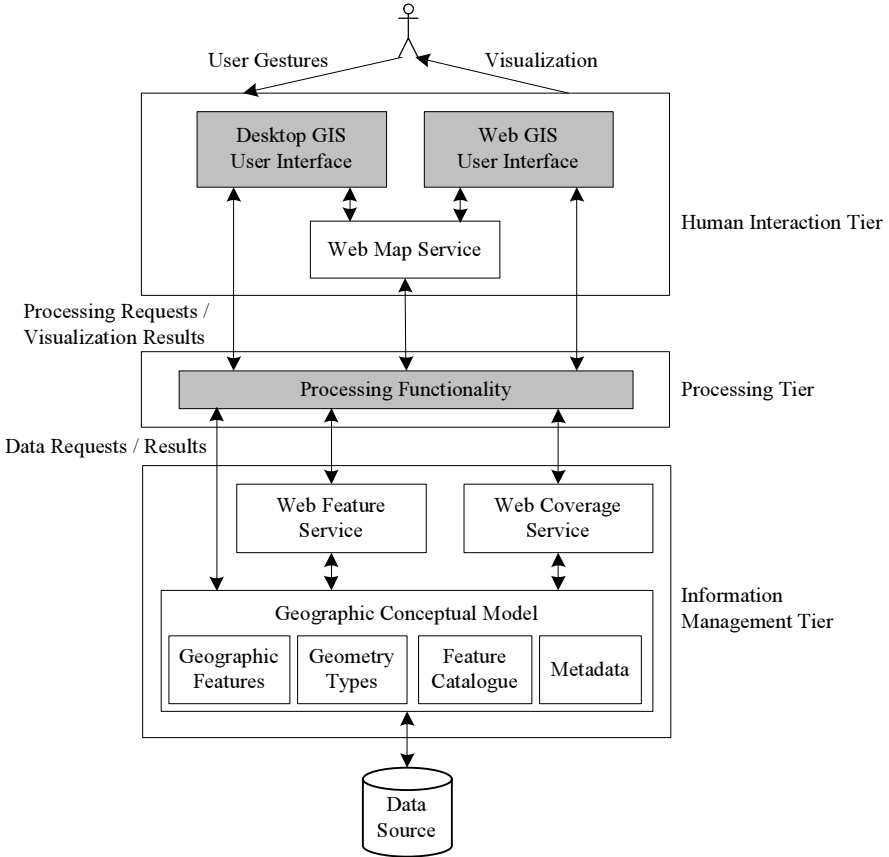 User Gestures
Visualization
Desktop GIS
User Interface
Web GIS
User Interface
Web Map Service
Human Interaction Tier
Processing Requests /
Visualization Results
Processing Functionality
Processing Tier
Data Requests / Results
Web Feature
Service
Web Coverage
Service
Geographic Conceptual Model
Information
Management Tier
Geographic
Features
Geometry
Types
Feature
Catalogue
Metadata
Data
Source